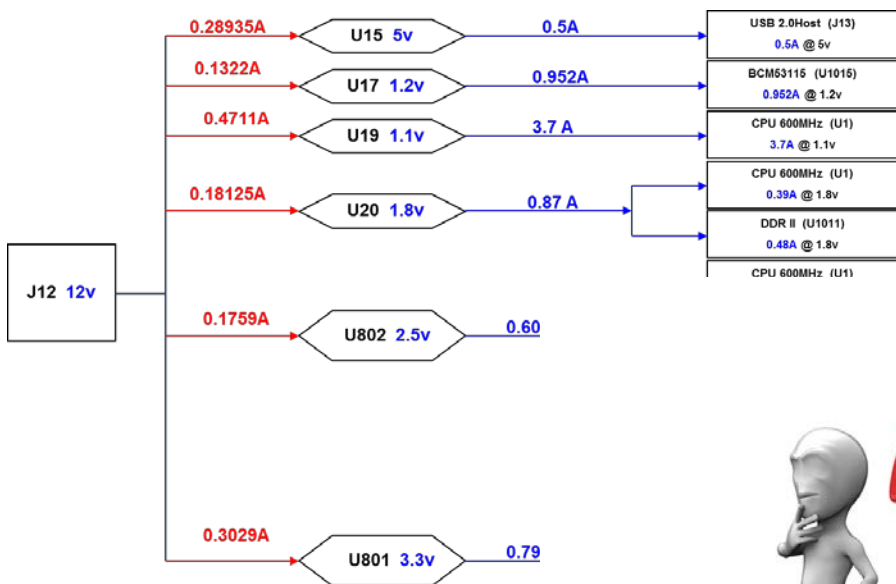 0.28935A
U15 5v
0.5A
USB 2.0Host (J13)
0.5A @ 5v
0.1322A
U17 1.2v
0.952A
BCM53115 (U1015)
0.952A @ 1.2v
0.4711A
U19 1.1v
3.7 A
CPU 600MHz (U1)
3.7A @ 1.1v
0.18125A
U20 1.8v
0.87 A
CPU 600MHz (U1)
0.39A @ 1.8v
DDR II (U1011)
0.48A @ 1.8v
CPU 600MHz (U1)
J12 12v
0.1759A
U802 2.5v
0.60
0.3029A
U801 3.3v
0.79